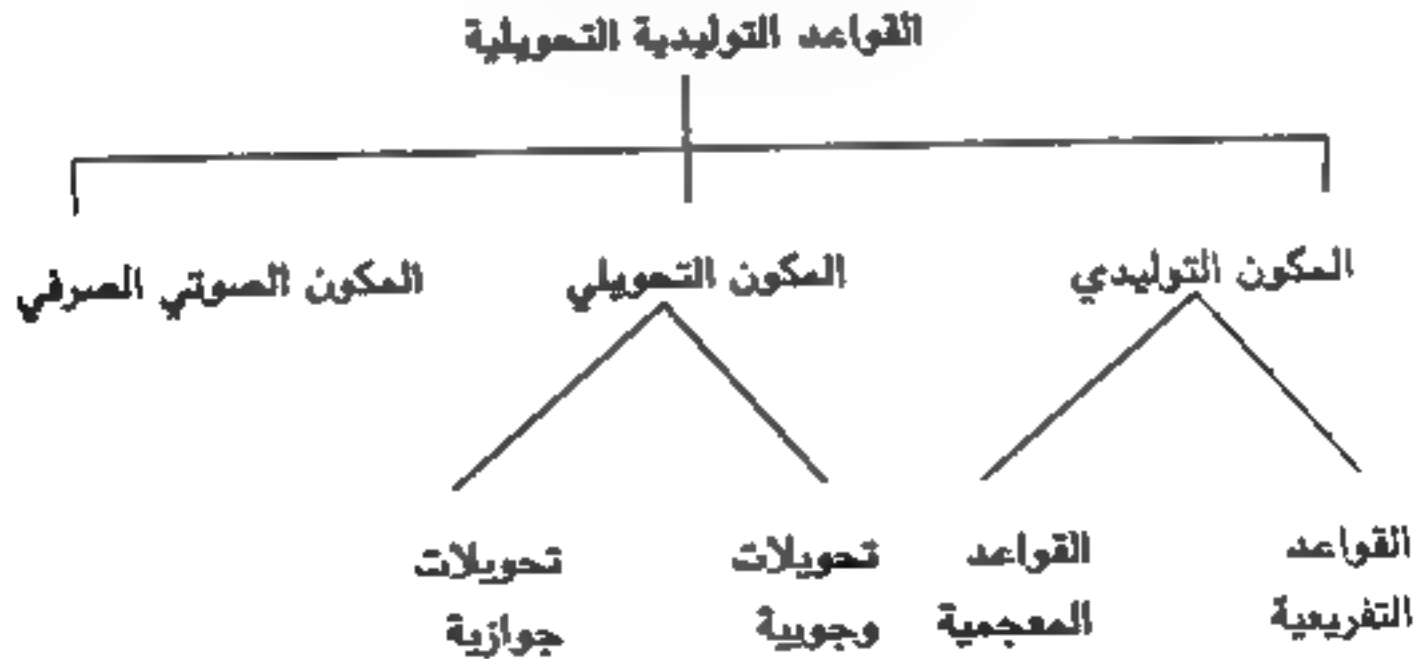 القواعد التوليدية التحويلية
المكون التوليدي
المكون التحويلي
المكون الصوتي الصرفي
القواعد
التفريعية
القواعد
المعجمية
تحويلات
وجوبية
تحويلات
جوازية